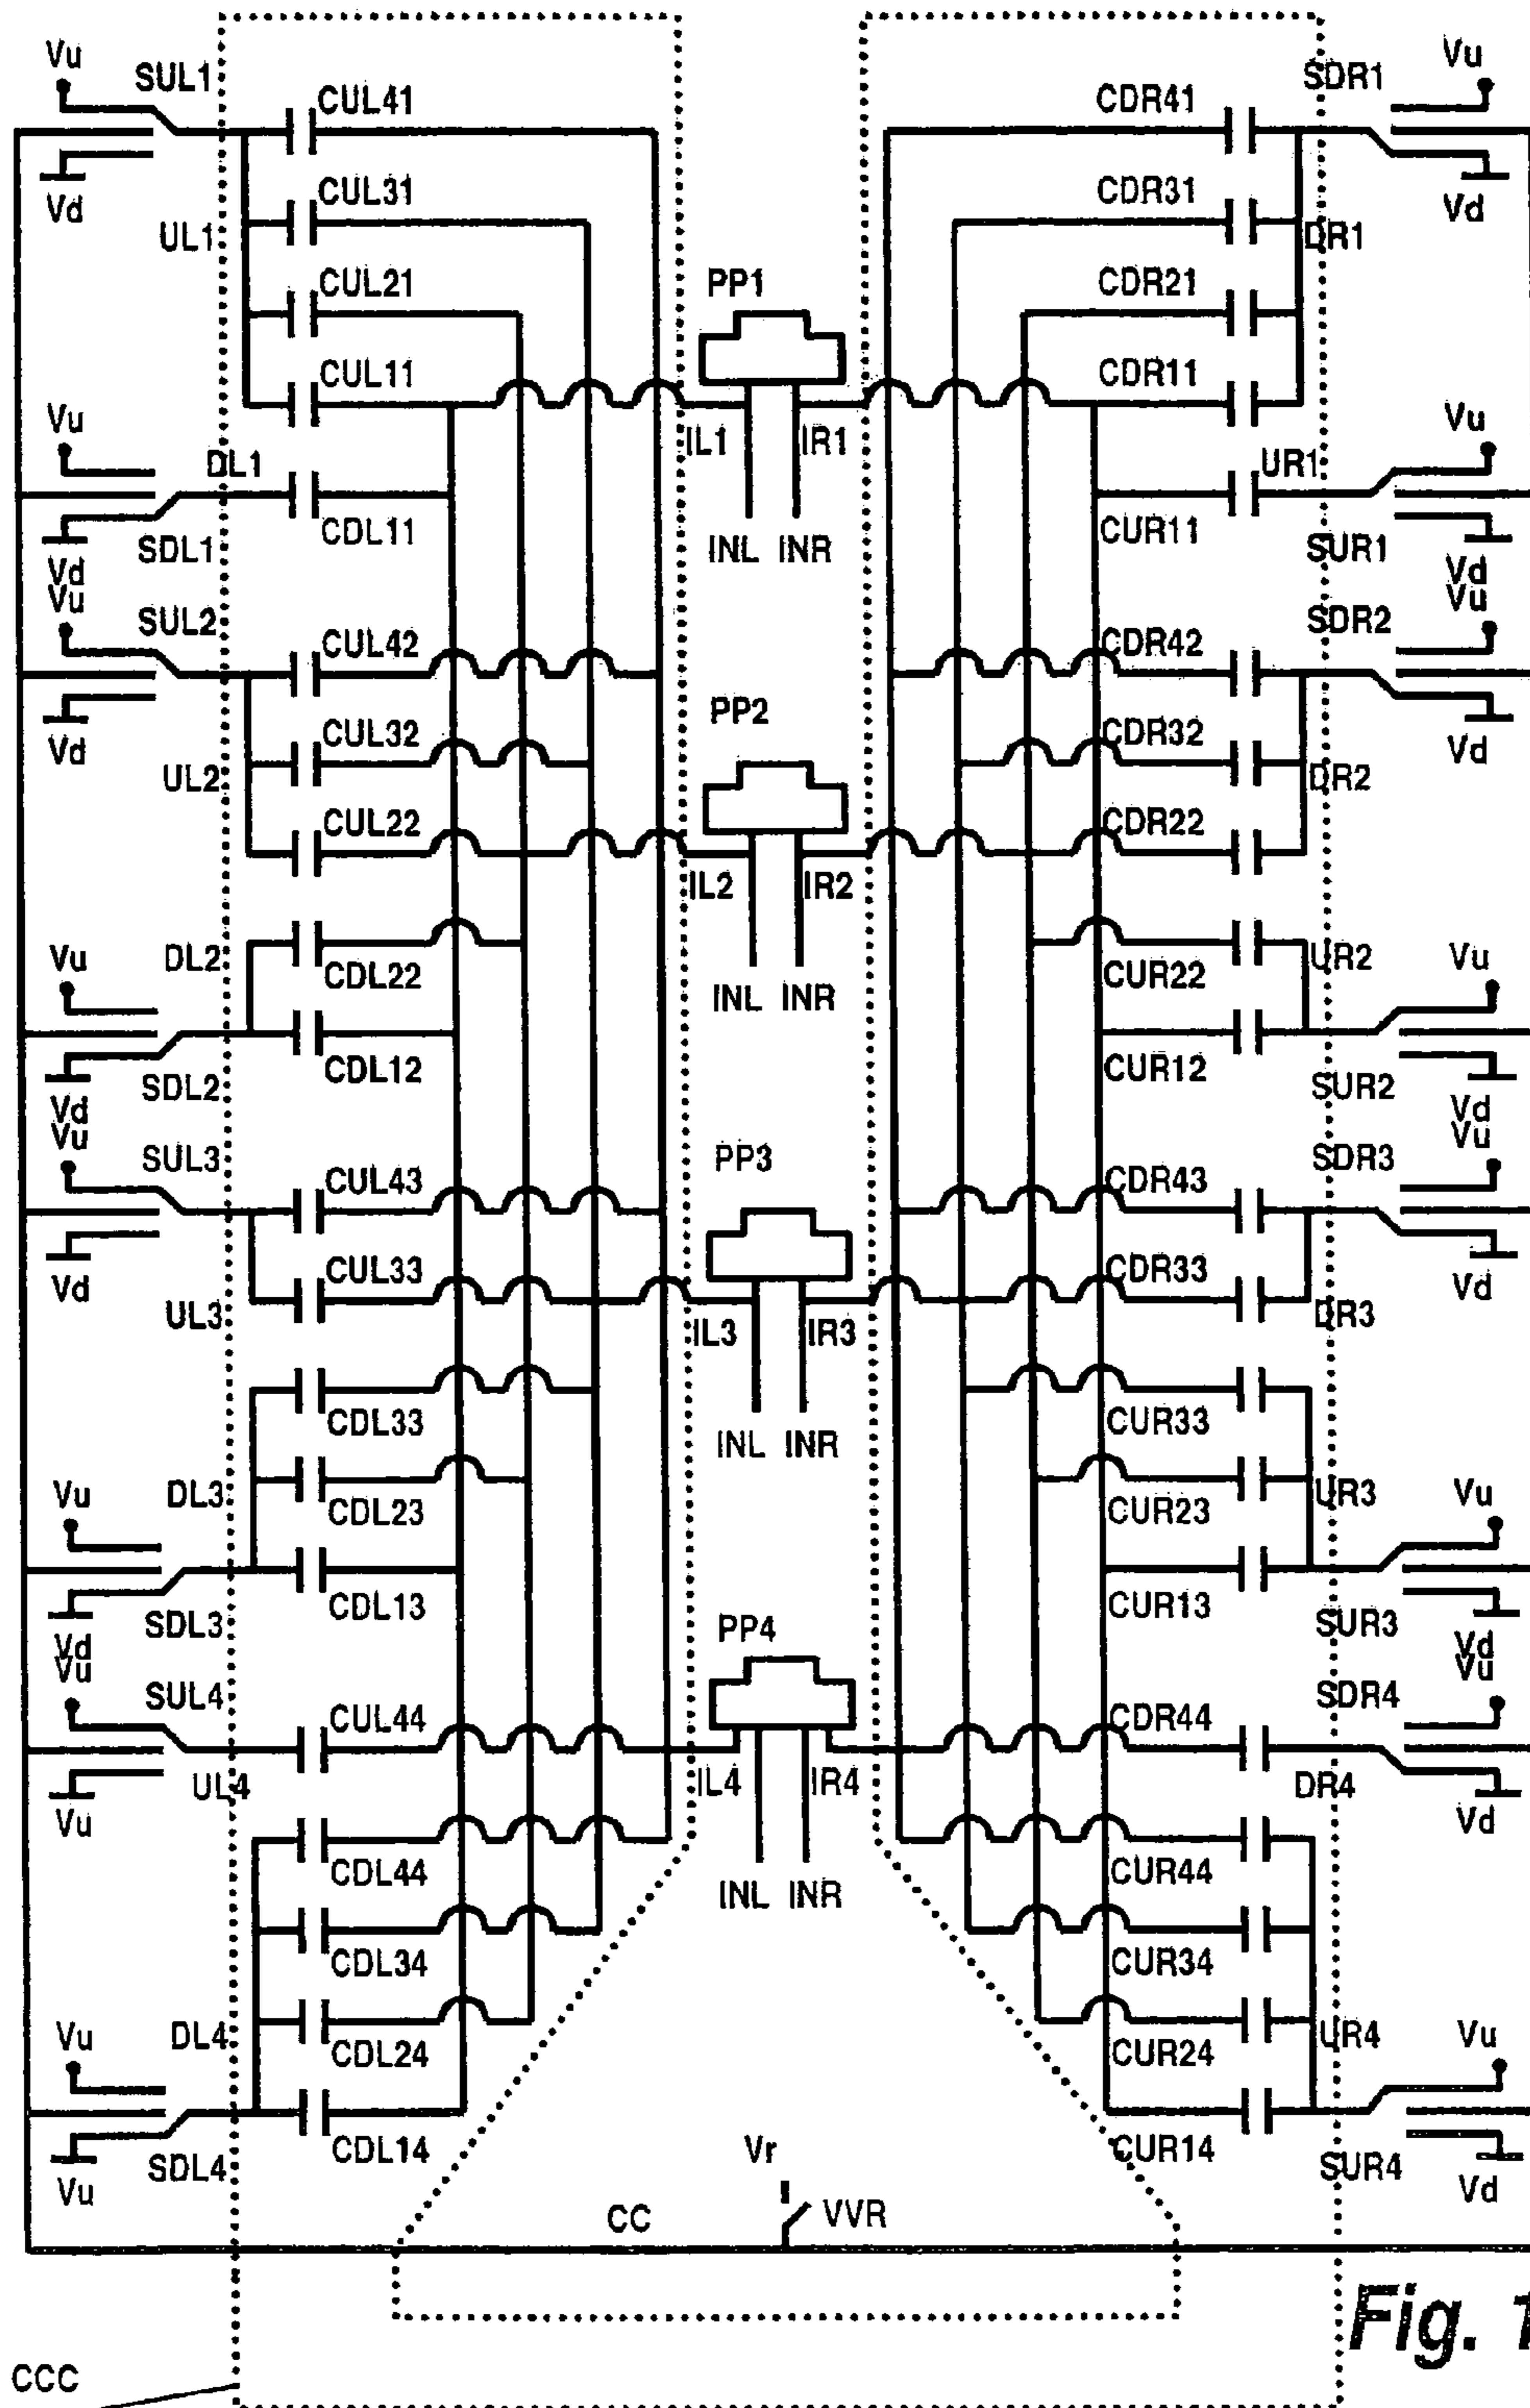 Vu SUL1 CUL41 CDR41 SDR1 Vu
Vd UL1 CUL31 CDR31 DR1 Vd
CUL21 PP1 CDR21
CUL11 CDR11
Vu DL1 IL1 IR1 UR1 Vu
Vd SDL1 CDL11 INL INR CUR11 SUR1 Vd
Vu SUL2 CUL42 CDR42 SDR2 Vu
Vd UL2 CUL32 PP2 CDR32 DR2 Vd
CUL22 CDR22
IL2 IR2
Vu DL2 CDL22 INL INR CUR22 UR2 Vu
Vd SDL2 CDL12 CUR12 SUR2 Vd
Vu SUL3 CUL43 PP3 CDR43 SDR3 Vu
Vd UL3 CUL33 CDR33 DR3 Vd
IL3 IR3
CDL33 INL INR CUR33
Vu DL3 CDL23 CUR23 UR3 Vu
Vd SDL3 CDL13 PP4 CUR13 SUR3 Vd
Vu SUL4 CUL44 CDR44 SDR4 Vu
Vu UL4 IL4 IR4 DR4 Vd
CDL44 INL INR CUR44
CDL34 CUR34
Vu DL4 CDL24 CUR24 UR4 Vu
Vu SDL4 CDL14 Vr CUR14 SUR4 Vd
CC VVR
Fig. 1
CCC